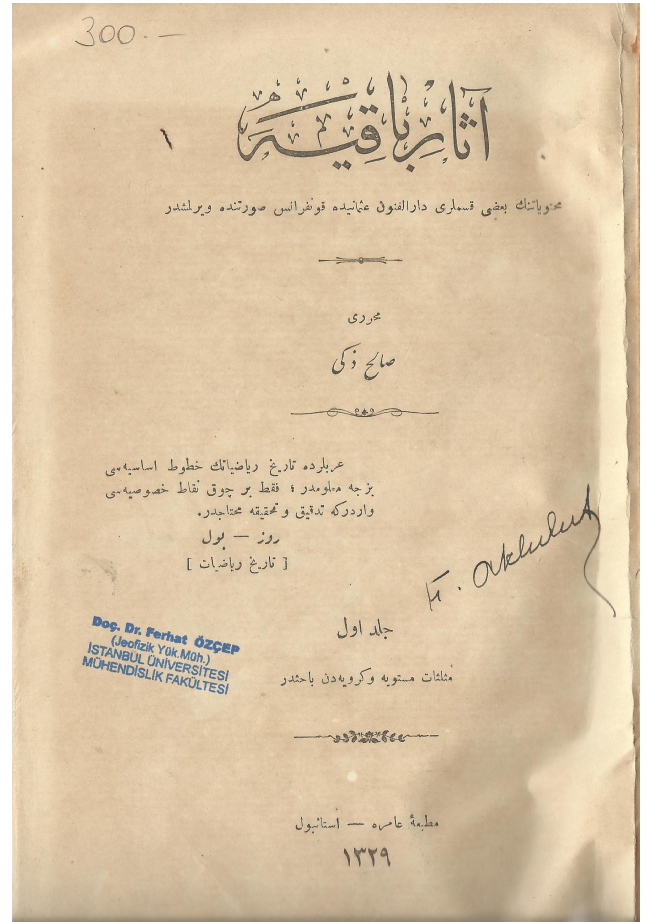 300.—
آثار باقیه
محتویاتنك بعضی قسملری دارالفنون عثمانیده قونفرانس صورتنده ویرلمشدر
محرری
صالح زکی
عربلرده تاریخ ریاضیاتك خطوط اساسیه‌سی
بزجه معلومدر ؛ فقط بر چوق نقاط خصوصیه‌سی
واردركه تدقیق و تحقیقه محتاجدر.
روز — بول
[ تاریخ ریاضیات ]
جلد اول
Doç. Dr. Ferhat ÖZÇEP
(Jeofizik Yük.Müh.)
İSTANBUL ÜNİVERSİTESİ
MÜHENDİSLİK FAKÜLTESİ
مثلثات مستویه و كرویه‌دن باحثدر
مطبعهٔ عامره — استانبول
١٣٢٩